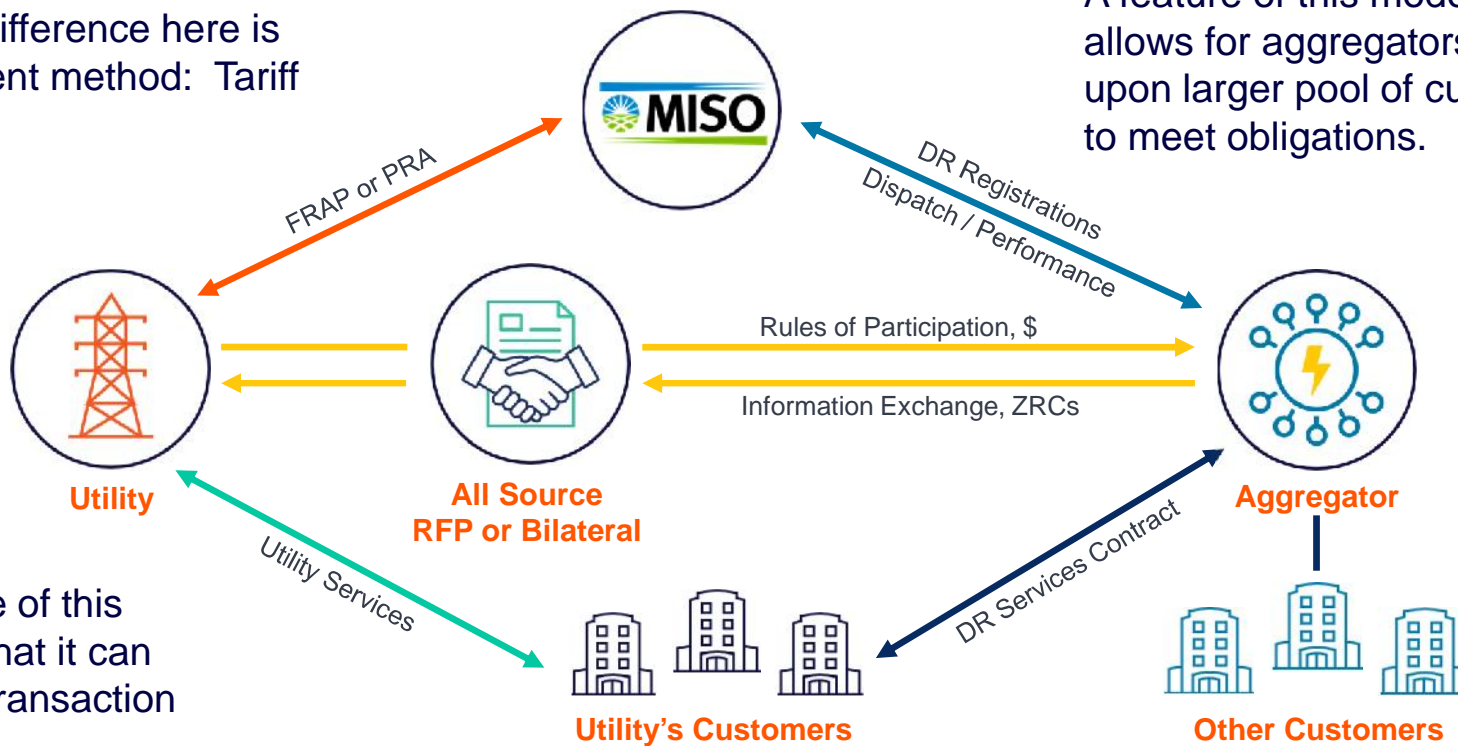 ifference here is
ent method: Tariff
A feature of this mode
allows for aggregators
upon larger pool of cu
to meet obligations.
MISO
FRAP or PRA
DR Registrations
Dispatch / Performance
Rules of Participation, $
Information Exchange, ZRCs
Utility
All Source
RFP or Bilateral
Aggregator
Utility Services
DR Services Contract
e of this
hat it can
transaction
Utility’s Customers
Other Customers